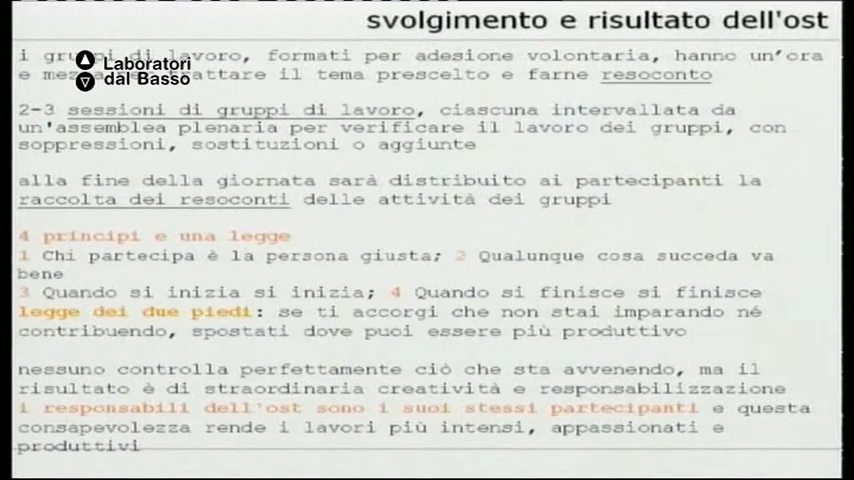 svolgimento e risultato dell'ost
i gruppi di lavoro, formati per adesione volontaria, hanno un'ora
e mezza per trattare il tema prescelto e farne resoconto
Laboratori
dal Basso
2-3 sessioni di gruppi di lavoro, ciascuna intervallata da
un'assemblea plenaria per verificare il lavoro dei gruppi, con
soppressioni, sostituzioni o aggiunte
alla fine della giornata sarà distribuito ai partecipanti la
raccolta dei resoconti delle attività dei gruppi
4 principi e una legge
1 Chi partecipa è la persona giusta; 2 Qualunque cosa succeda va
bene
3 Quando si inizia si inizia; 4 Quando si finisce si finisce
legge dei due piedi: se ti accorgi che non stai imparando né
contribuendo, spostati dove puoi essere più produttivo
nessuno controlla perfettamente ciò che sta avvenendo, ma il
risultato è di straordinaria creatività e responsabilizzazione
i responsabili dell'ost sono i suoi stessi partecipanti e questa
consapevolezza rende i lavori più intensi, appassionati e
produttivi